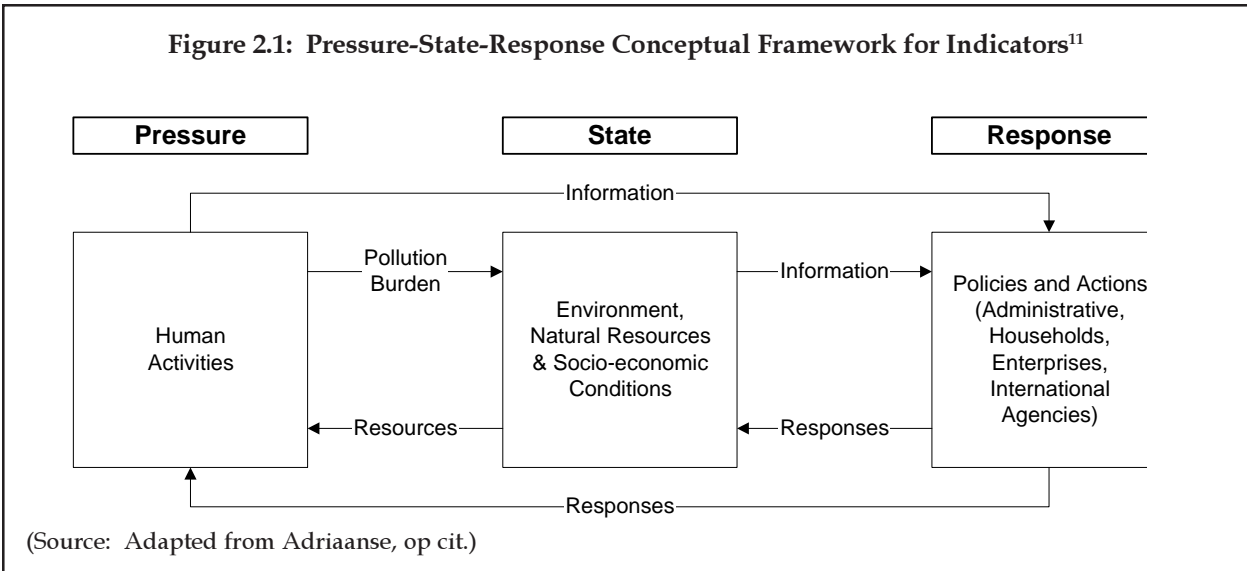 Figure 2.1: Pressure-State-Response Conceptual Framework for Indicators¹¹
Pressure
State
Response
Information
Human
Activities
Pollution
Burden
Resources
Environment,
Natural Resources
& Socio-economic
Conditions
Information
Responses
Policies and Actions
(Administrative,
Households,
Enterprises,
International
Agencies)
Responses
(Source: Adapted from Adriaanse, op cit.)